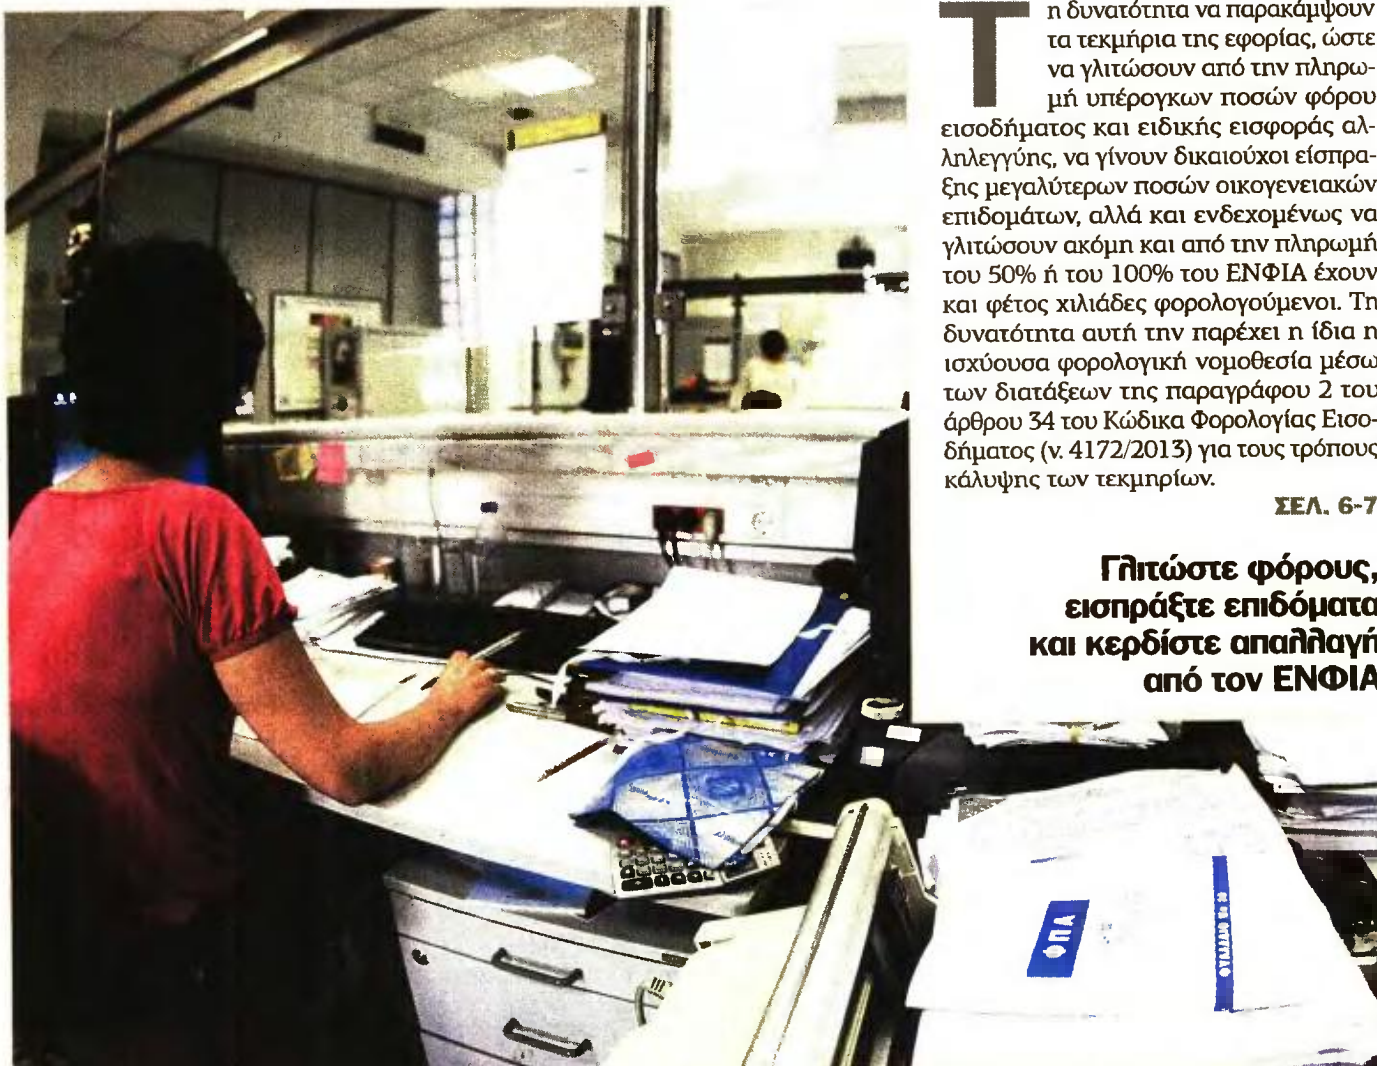 Τη δυνατότητα να παρακάμψουν
τα τεκμήρια της εφορίας, ώστε
να γλιτώσουν από την πληρω-
μή υπέρογκων ποσών φόρου
εισοδήματος και ειδικής εισφοράς αλ-
ληλεγγύης, να γίνουν δικαιούχοι είσπρα-
ξης μεγαλύτερων ποσών οικογενειακών
επιδομάτων, αλλά και ενδεχομένως να
γλιτώσουν ακόμη και από την πληρωμή
του 50% ή του 100% του ΕΝΦΙΑ έχουν
και φέτος χιλιάδες φορολογούμενοι. Τη
δυνατότητα αυτή την παρέχει η ίδια η
ισχύουσα φορολογική νομοθεσία μέσω
των διατάξεων της παραγράφου 2 του
άρθρου 34 του Κώδικα Φορολογίας Εισο-
δήματος (ν. 4172/2013) για τους τρόπους
κάλυψης των τεκμηρίων.
ΣΕΛ. 6-7
Γλιτώστε φόρους,
εισπράξτε επιδόματα
και κερδίστε απαλλαγή
από τον ΕΝΦΙΑ
ΦΠΑ